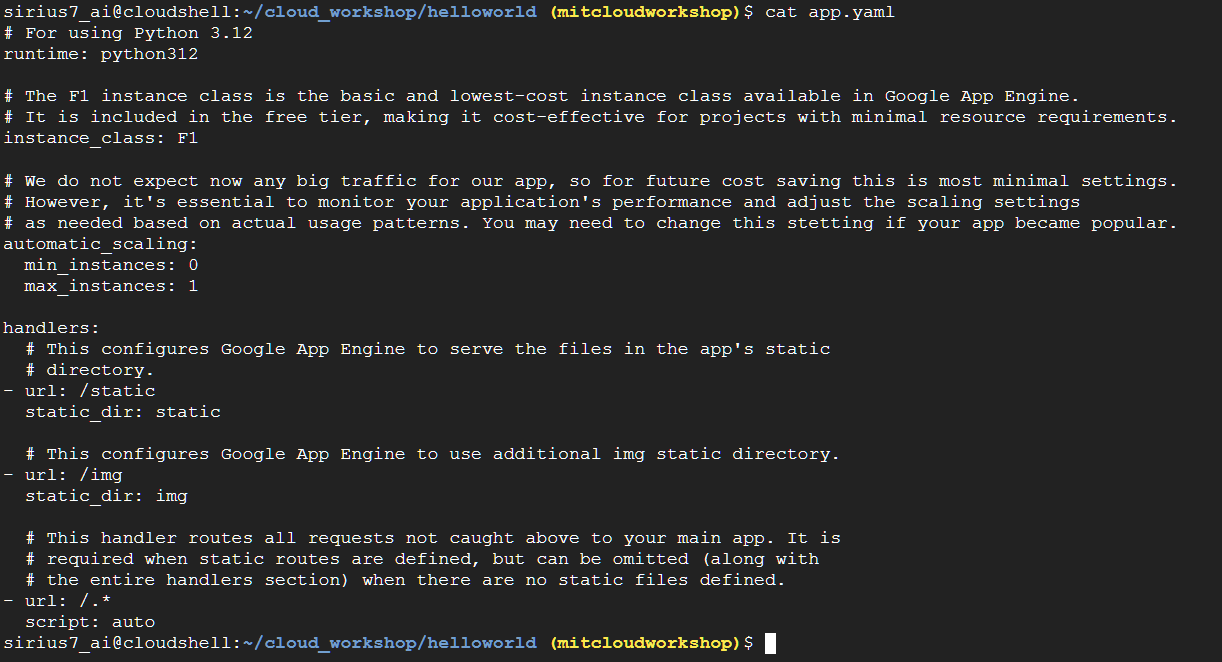 sirius7_ai@cloudshell:~/cloud_workshop/helloworld (mitcloudworkshop)$ cat app.yaml
# For using Python 3.12
runtime: python312

# The F1 instance class is the basic and lowest-cost instance class available in Google App Engine.
# It is included in the free tier, making it cost-effective for projects with minimal resource requirements.
instance_class: F1

# We do not expect now any big traffic for our app, so for future cost saving this is most minimal settings.
# However, it's essential to monitor your application's performance and adjust the scaling settings
# as needed based on actual usage patterns. You may need to change this stetting if your app became popular.
automatic_scaling:
  min_instances: 0
  max_instances: 1

handlers:
  # This configures Google App Engine to serve the files in the app's static
  # directory.
- url: /static
  static_dir: static

  # This configures Google App Engine to use additional img static directory.
- url: /img
  static_dir: img

  # This handler routes all requests not caught above to your main app. It is
  # required when static routes are defined, but can be omitted (along with
  # the entire handlers section) when there are no static files defined.
- url: /.*
  script: auto
sirius7_ai@cloudshell:~/cloud_workshop/helloworld (mitcloudworkshop)$